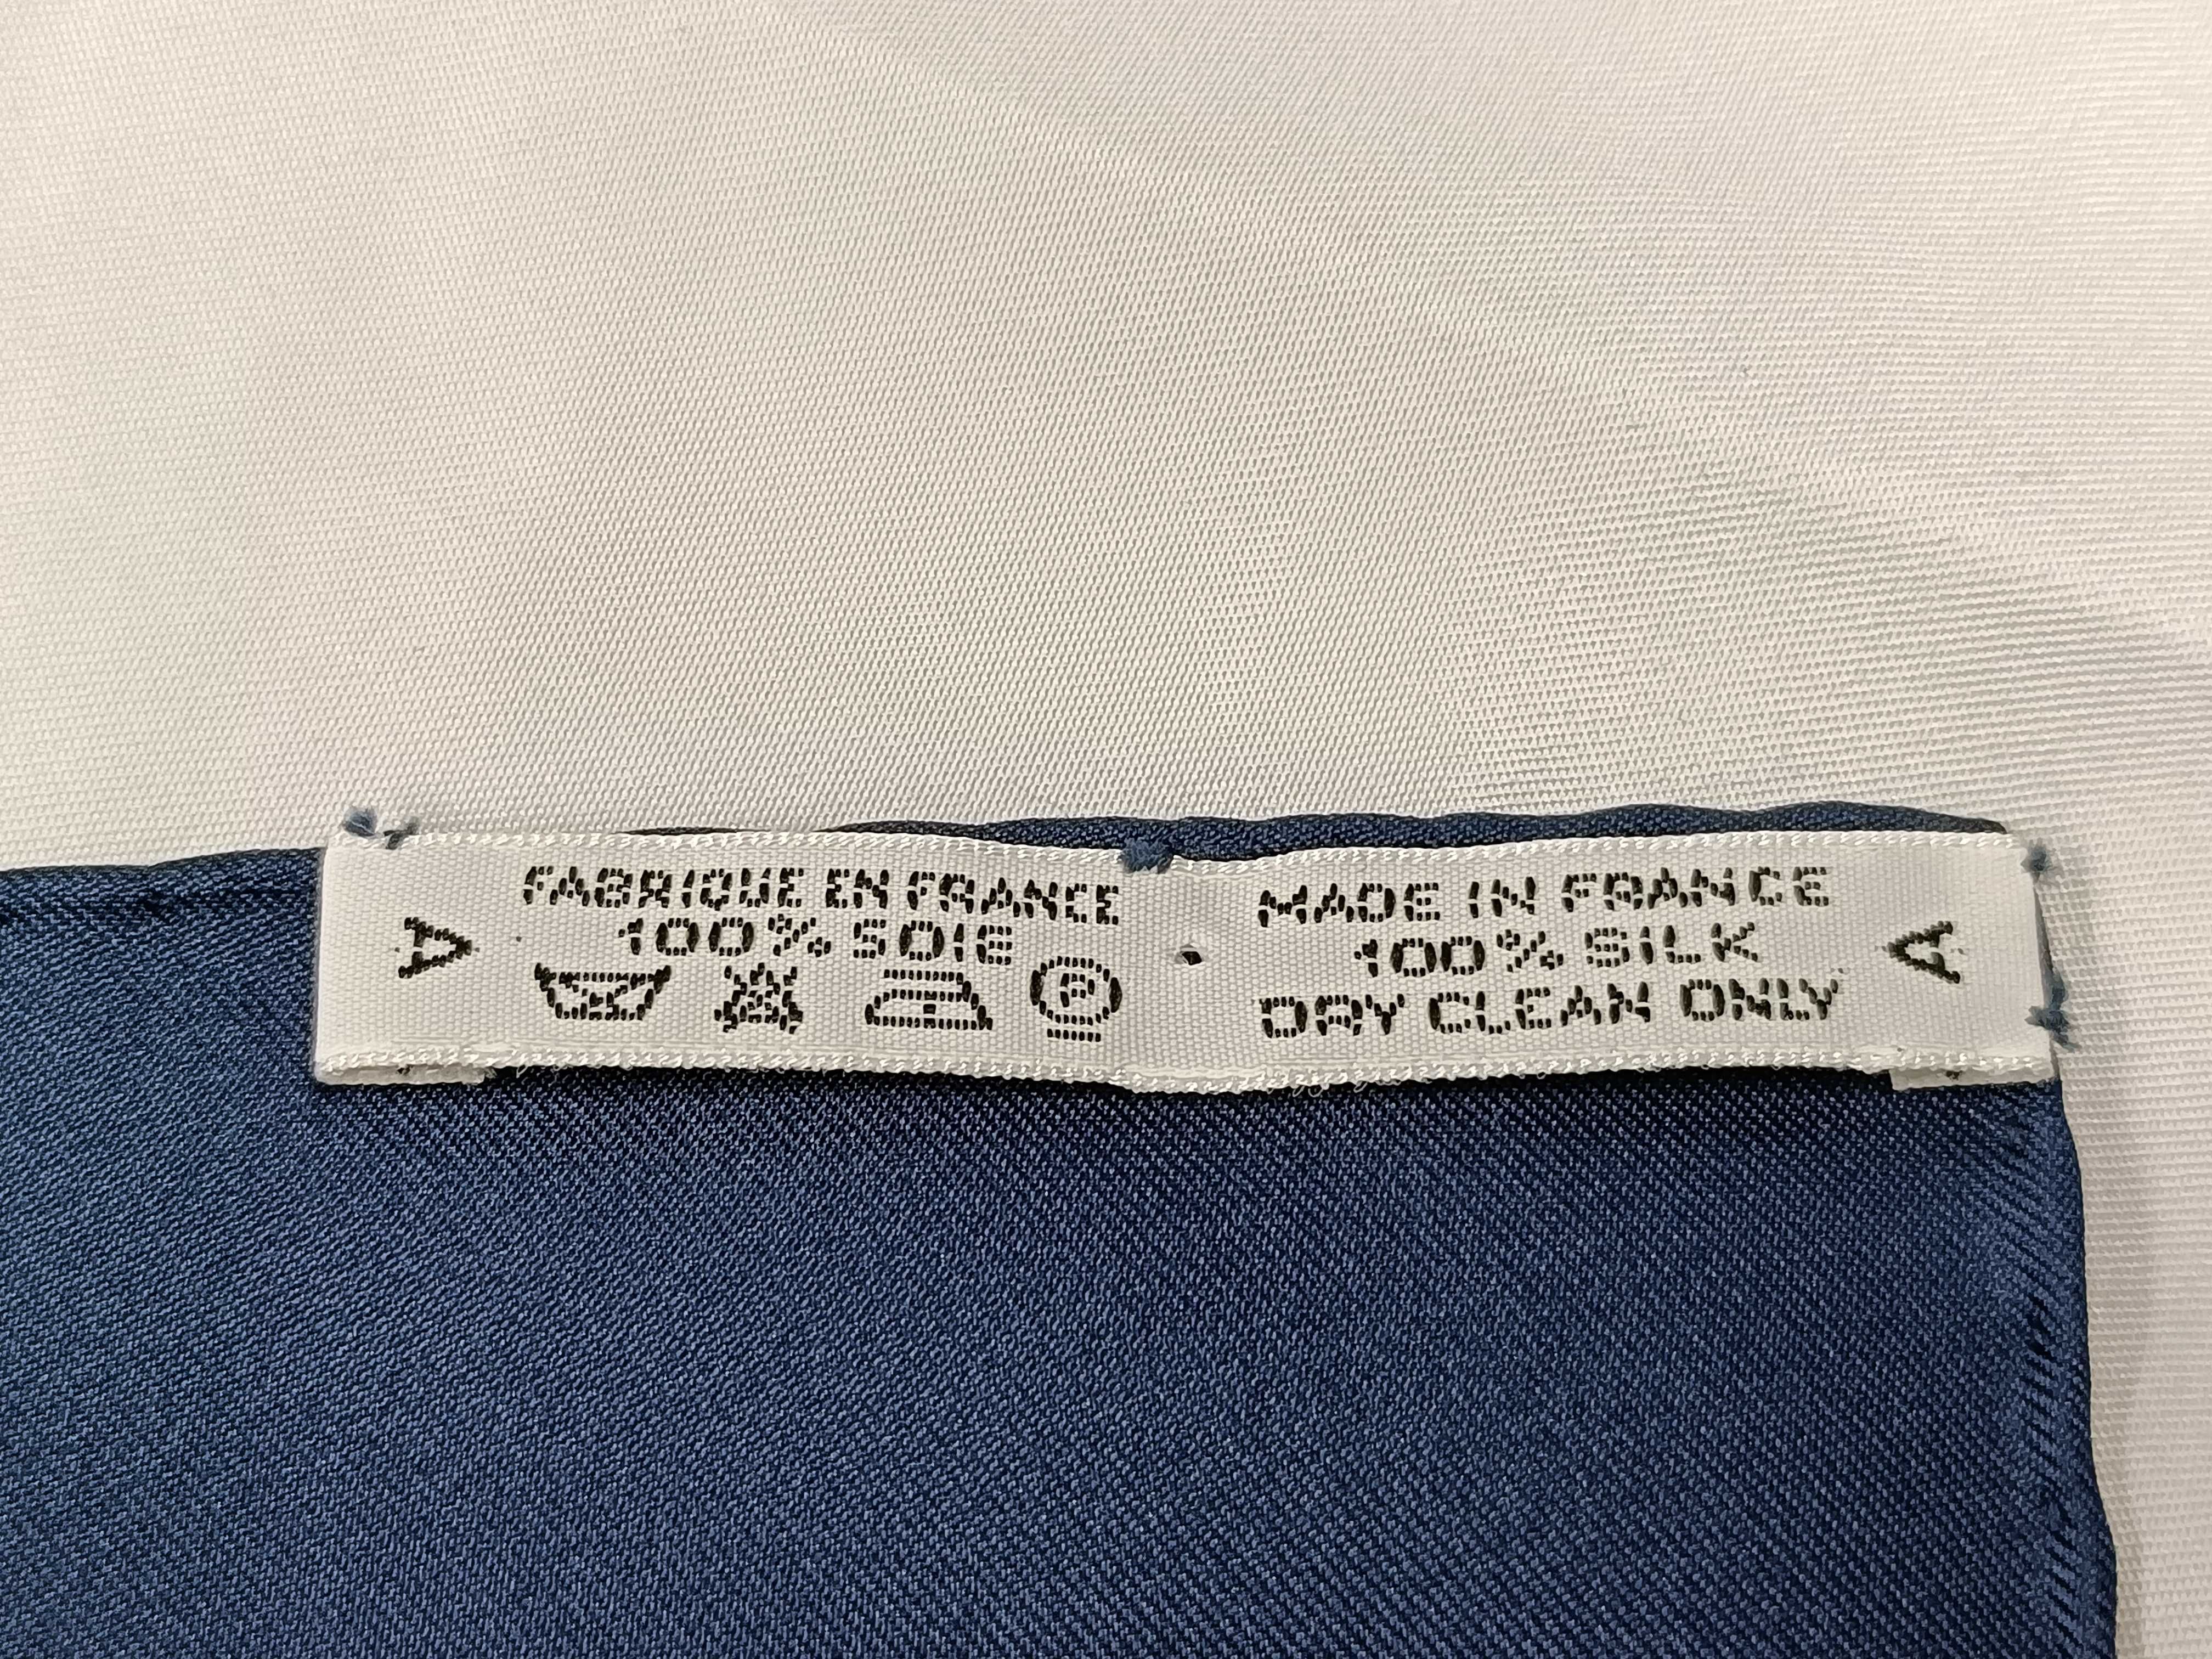 A
FABRIQUE EN FRANCE
100% SOIE
P
MADE IN FRANCE
100% SILK
DRY CLEAN ONLY
A